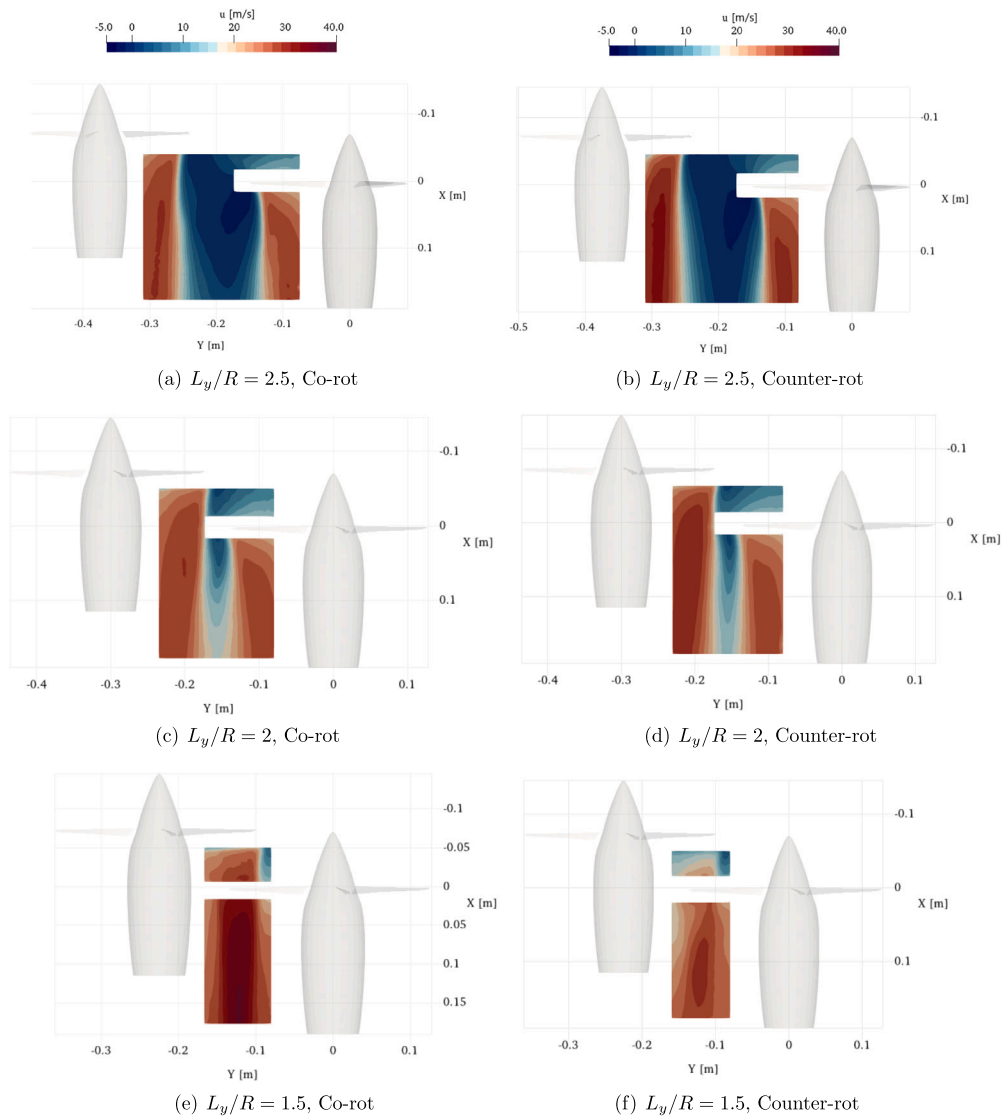 u [m/s]
-5.0 0 10 20 30 40.0
u [m/s]
-5.0 0 10 20 30 40.0
-0.1
0
X [m]
0.1
-0.4 -0.3 -0.2 -0.1 0
Y [m]
(a) L_y/R = 2.5, Co-rot
-0.1
0
X [m]
0.1
-0.5 -0.4 -0.3 -0.2 -0.1 0
Y [m]
(b) L_y/R = 2.5, Counter-rot
-0.1
0
X [m]
0.1
-0.4 -0.3 -0.2 -0.1 0 0.1
Y [m]
(c) L_y/R = 2, Co-rot
-0.1
0
X [m]
0.1
-0.4 -0.3 -0.2 -0.1 0 0.1
Y [m]
(d) L_y/R = 2, Counter-rot
-0.1
-0.05
0
X [m]
0.05
0.1
0.15
-0.3 -0.2 -0.1 0 0.1
Y [m]
(e) L_y/R = 1.5, Co-rot
-0.1
0
X [m]
0.1
-0.3 -0.2 -0.1 0 0.1
Y [m]
(f) L_y/R = 1.5, Counter-rot